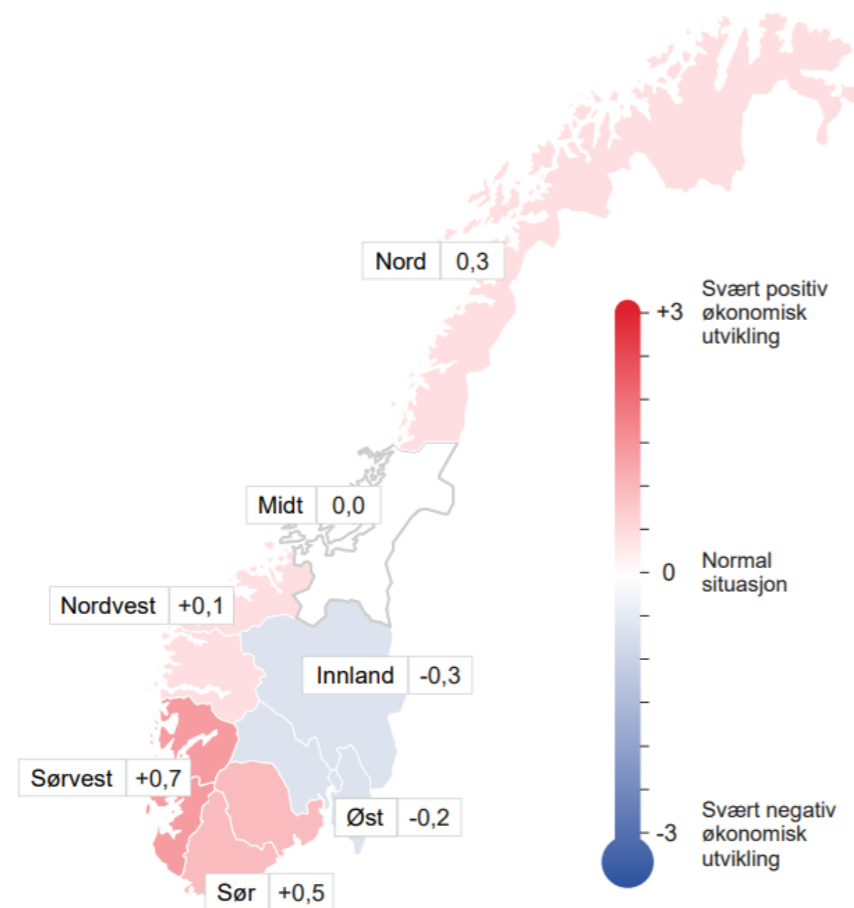 Nord 0,3
Svært positiv
+3 økonomisk
utvikling
Midt 0,0
Normal
0
situasjon
Nordvest +0,1
Innland -0,3
Sørvest +0,7
Øst -0,2
Svært negativ
-3 økonomisk
utvikling
Sør +0,5